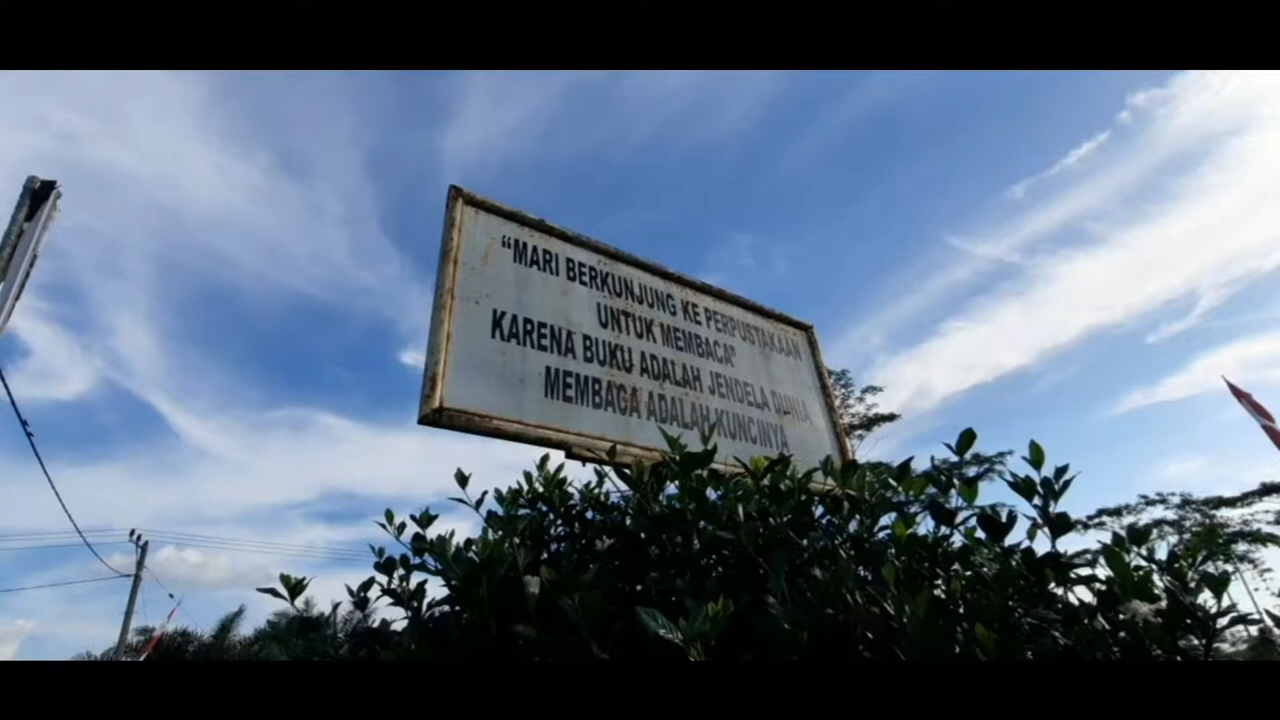 “MARI BERKUNJUNG KE PERPUSTAKAAN
UNTUK MEMBACA”
KARENA BUKU ADALAH JENDELA DUNIA
MEMBACA ADALAH KUNCINYA